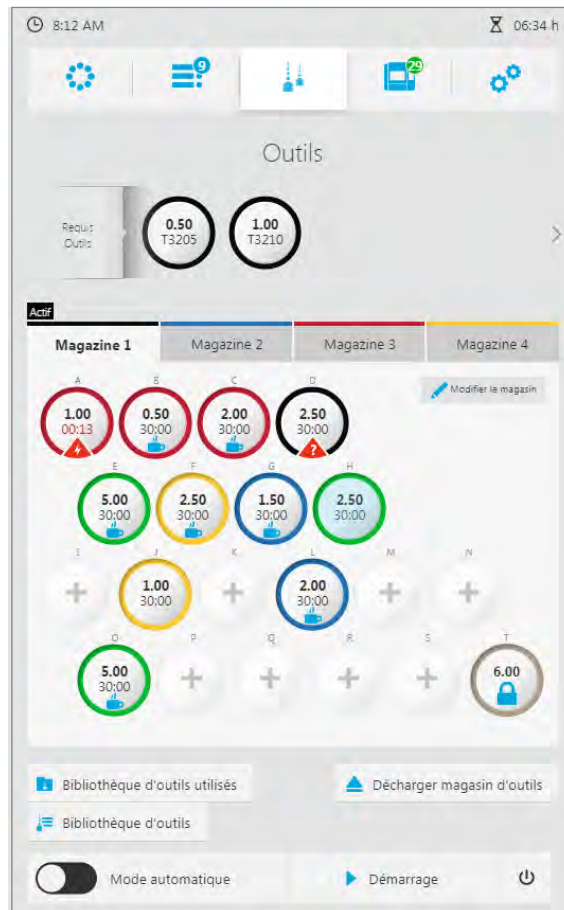 8:12 AM
06:34 h
9
29
Outils
Requis
Outils
0.50
T3205
1.00
T3210
Actif
Magazine 1
Magazine 2
Magazine 3
Magazine 4
Modifier le magasin
A
B
C
D
1.00
00:13
0.50
30:00
2.00
30:00
2.50
30:00
?
E
F
G
H
5.00
30:00
2.50
30:00
1.50
30:00
2.50
30:00
I
J
K
L
M
N
1.00
30:00
2.00
30:00
O
P
Q
R
S
T
5.00
30:00
6.00
Bibliothèque d'outils utilisés
Décharger magasin d'outils
Bibliothèque d'outils
Mode automatique
Démarrage